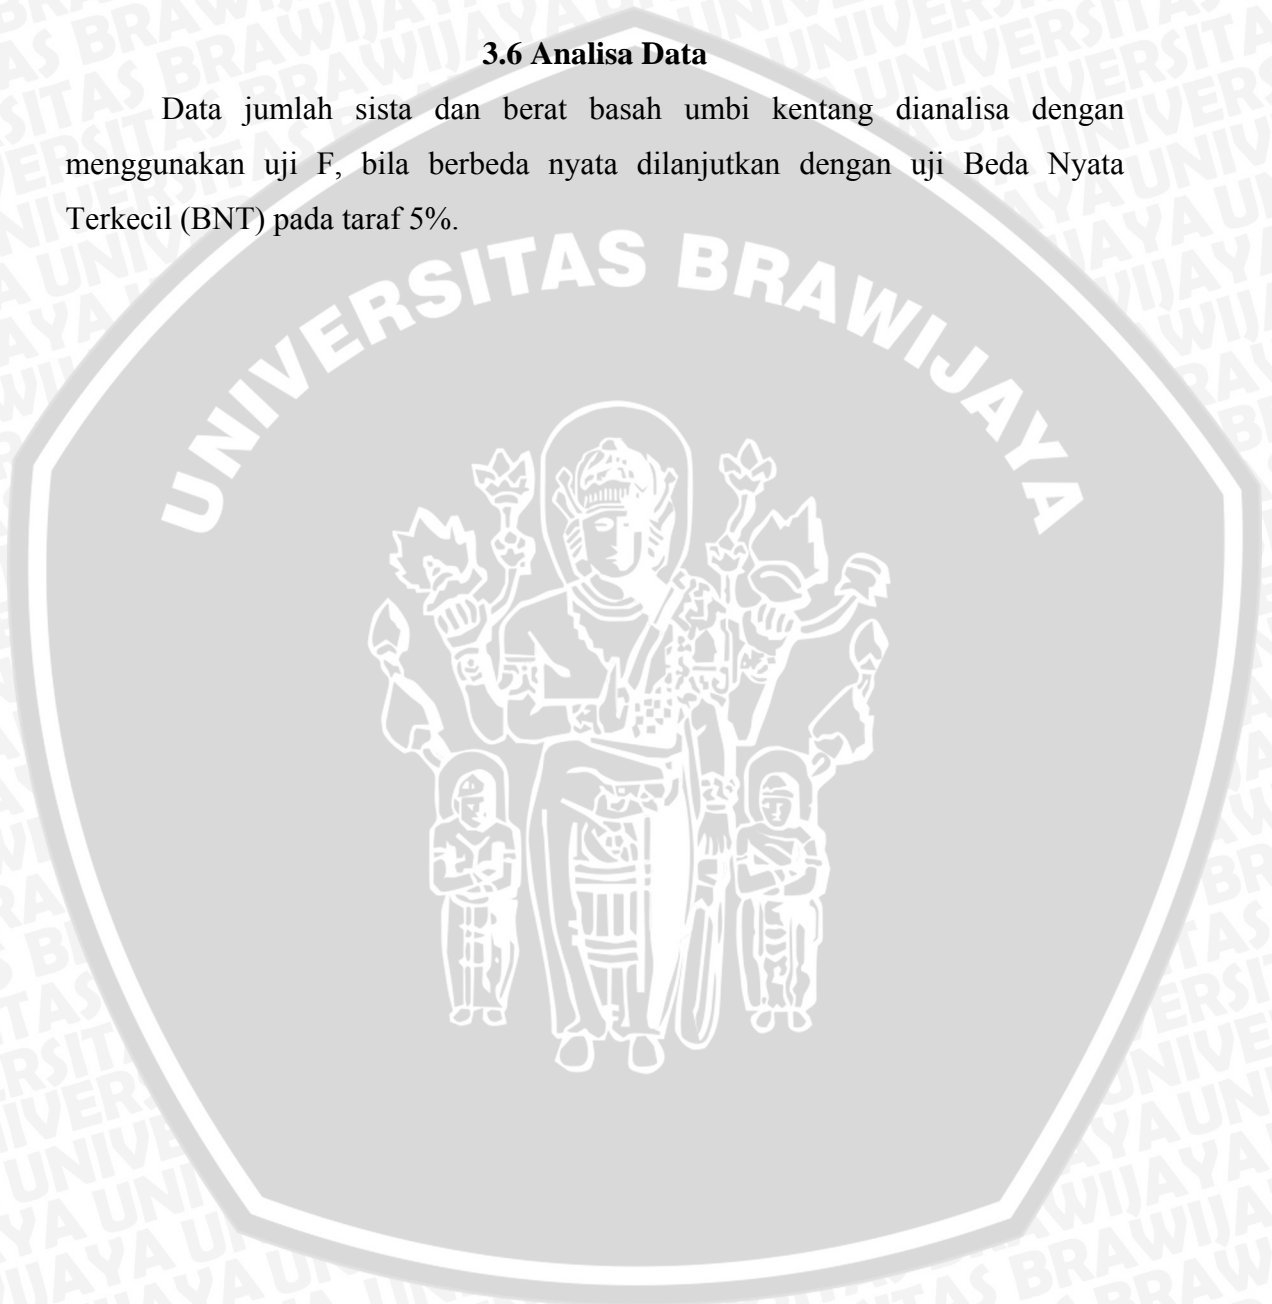 3.6 Analisa Data
Data jumlah sista dan berat basah umbi kentang dianalisa dengan
menggunakan uji F, bila berbeda nyata dilanjutkan dengan uji Beda Nyata
Terkecil (BNT) pada taraf 5%.
UNIVERSITAS BRAWIJAYA